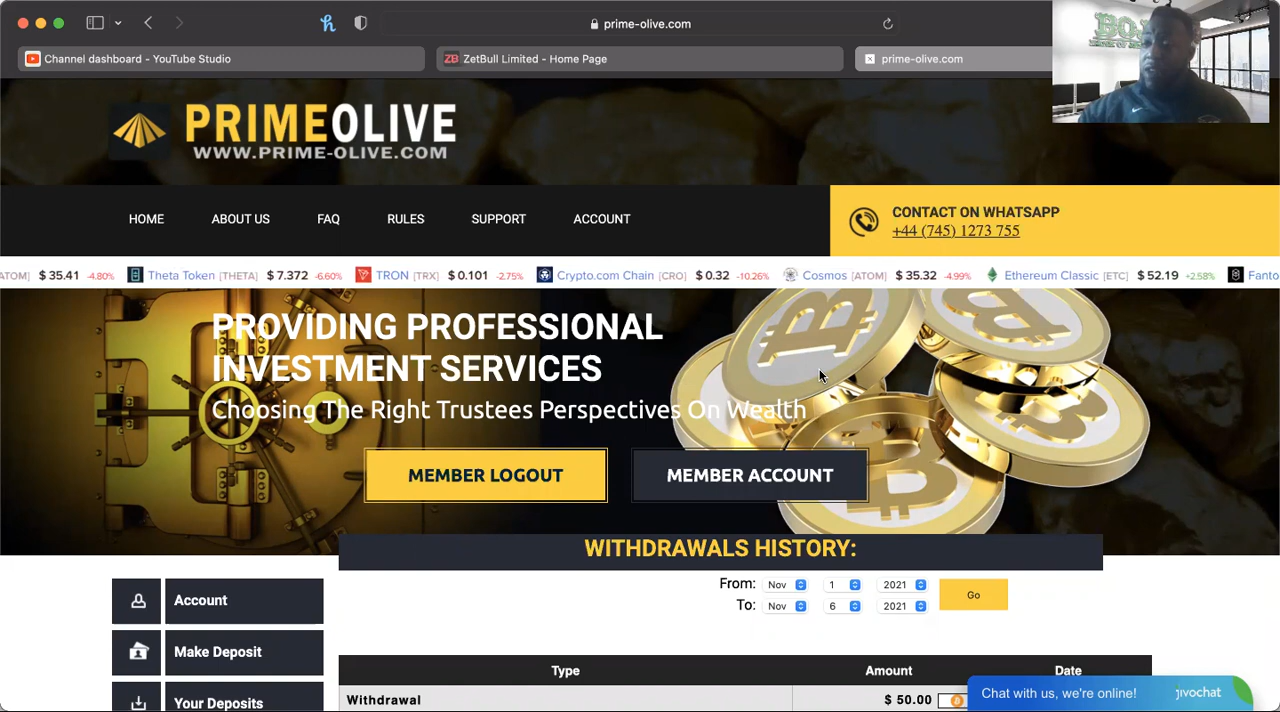 prime-olive.com
Channel dashboard - YouTube Studio
ZB ZetBull Limited - Home Page
prime-olive.com
PRIMEOLIVE
WWW.PRIME-OLIVE.COM
HOME ABOUT US FAQ RULES SUPPORT ACCOUNT
CONTACT ON WHATSAPP
+44 (745) 1273 755
ATOM] $ 35.41 -4.80% Theta Token [THETA] $ 7.372 -6.60% TRON [TRX] $ 0.101 -2.75% Crypto.com Chain [CRO] $ 0.32 -10.26% Cosmos [ATOM] $ 35.32 -4.99% Ethereum Classic [ETC] $ 52.19 +2.58% Fanto
PROVIDING PROFESSIONAL
INVESTMENT SERVICES
Choosing The Right Trustees Perspectives On Wealth
MEMBER LOGOUT MEMBER ACCOUNT
WITHDRAWALS HISTORY:
From: Nov 1 2021
To: Nov 6 2021
Go
Account
Make Deposit
Your Deposits
Type Amount Date
Withdrawal $ 50.00
Chat with us, we're online! jivochat